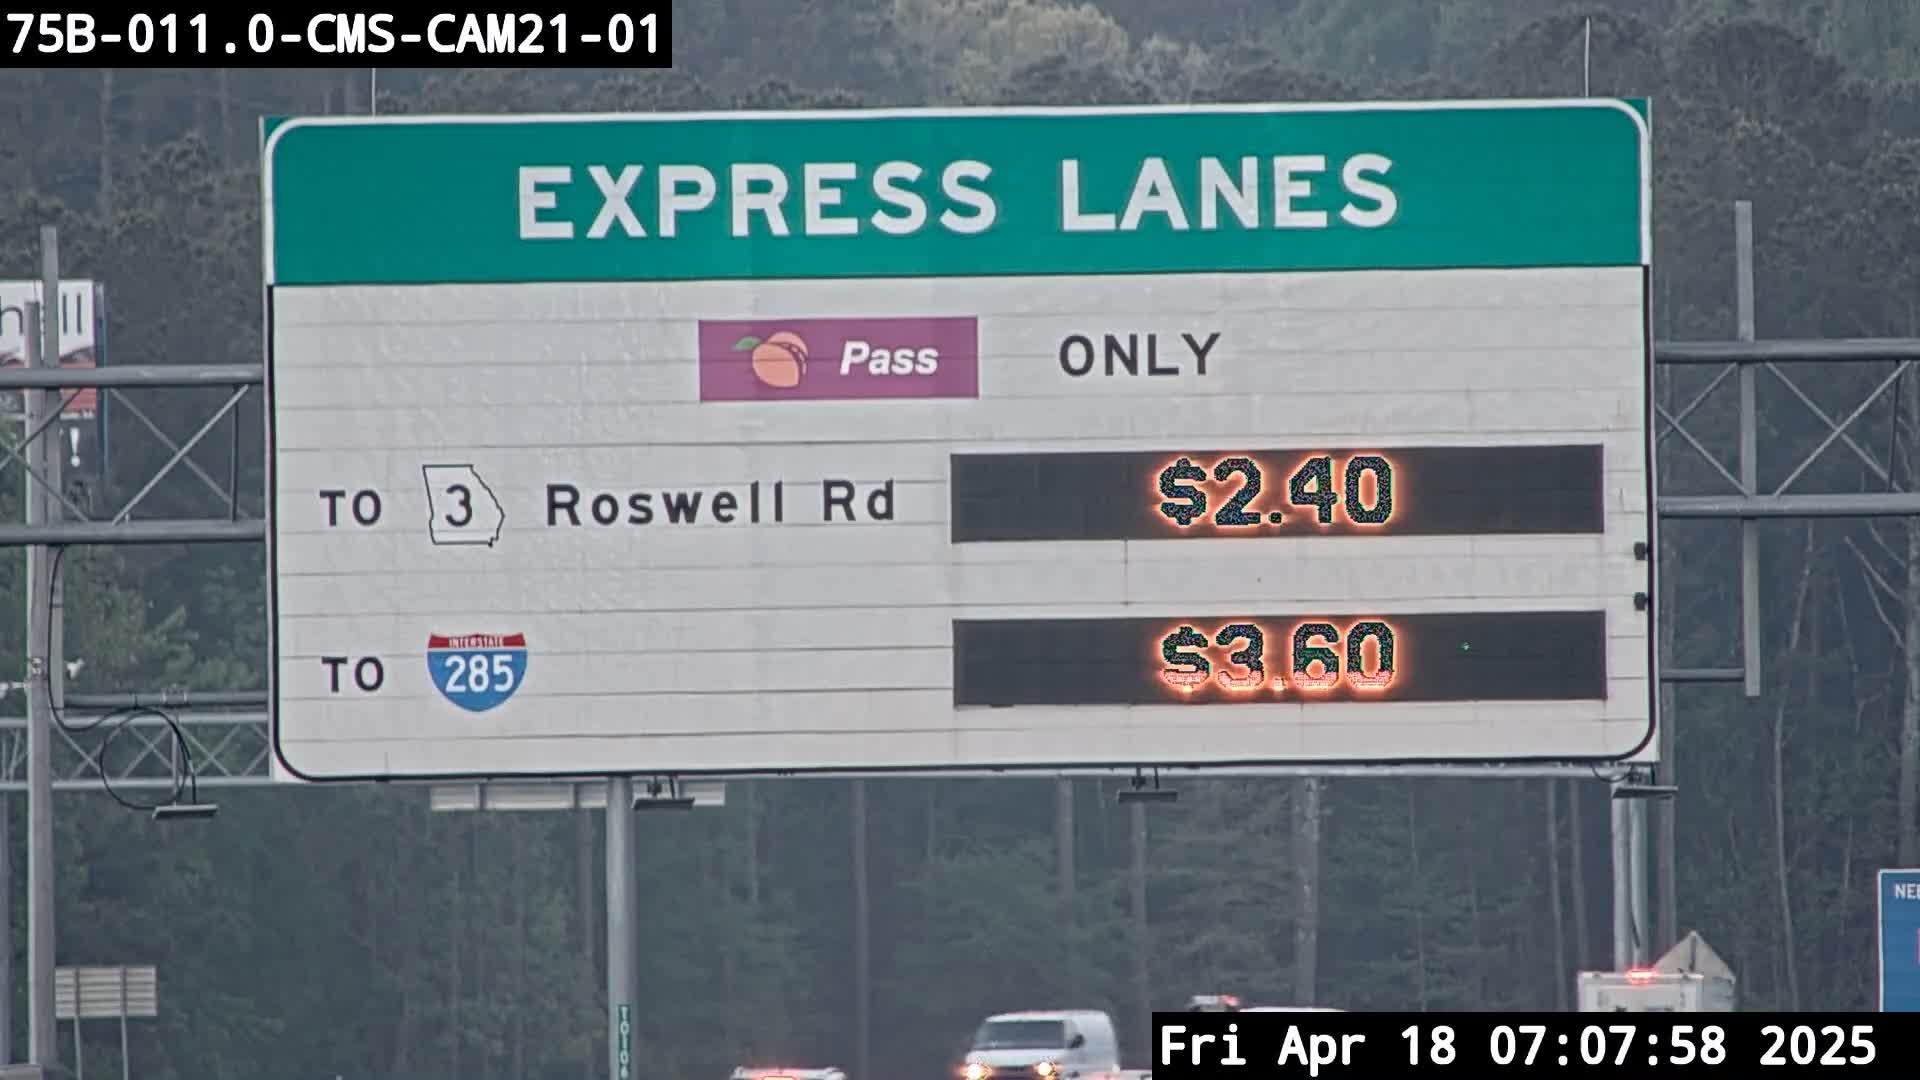 75B-011.0-CMS-CAM21-01
EXPRESS LANES
Pass ONLY
TO 3 Roswell Rd $2.40
INTERSTATE
TO 285 $3.60
Fri Apr 18 07:07:58 2025